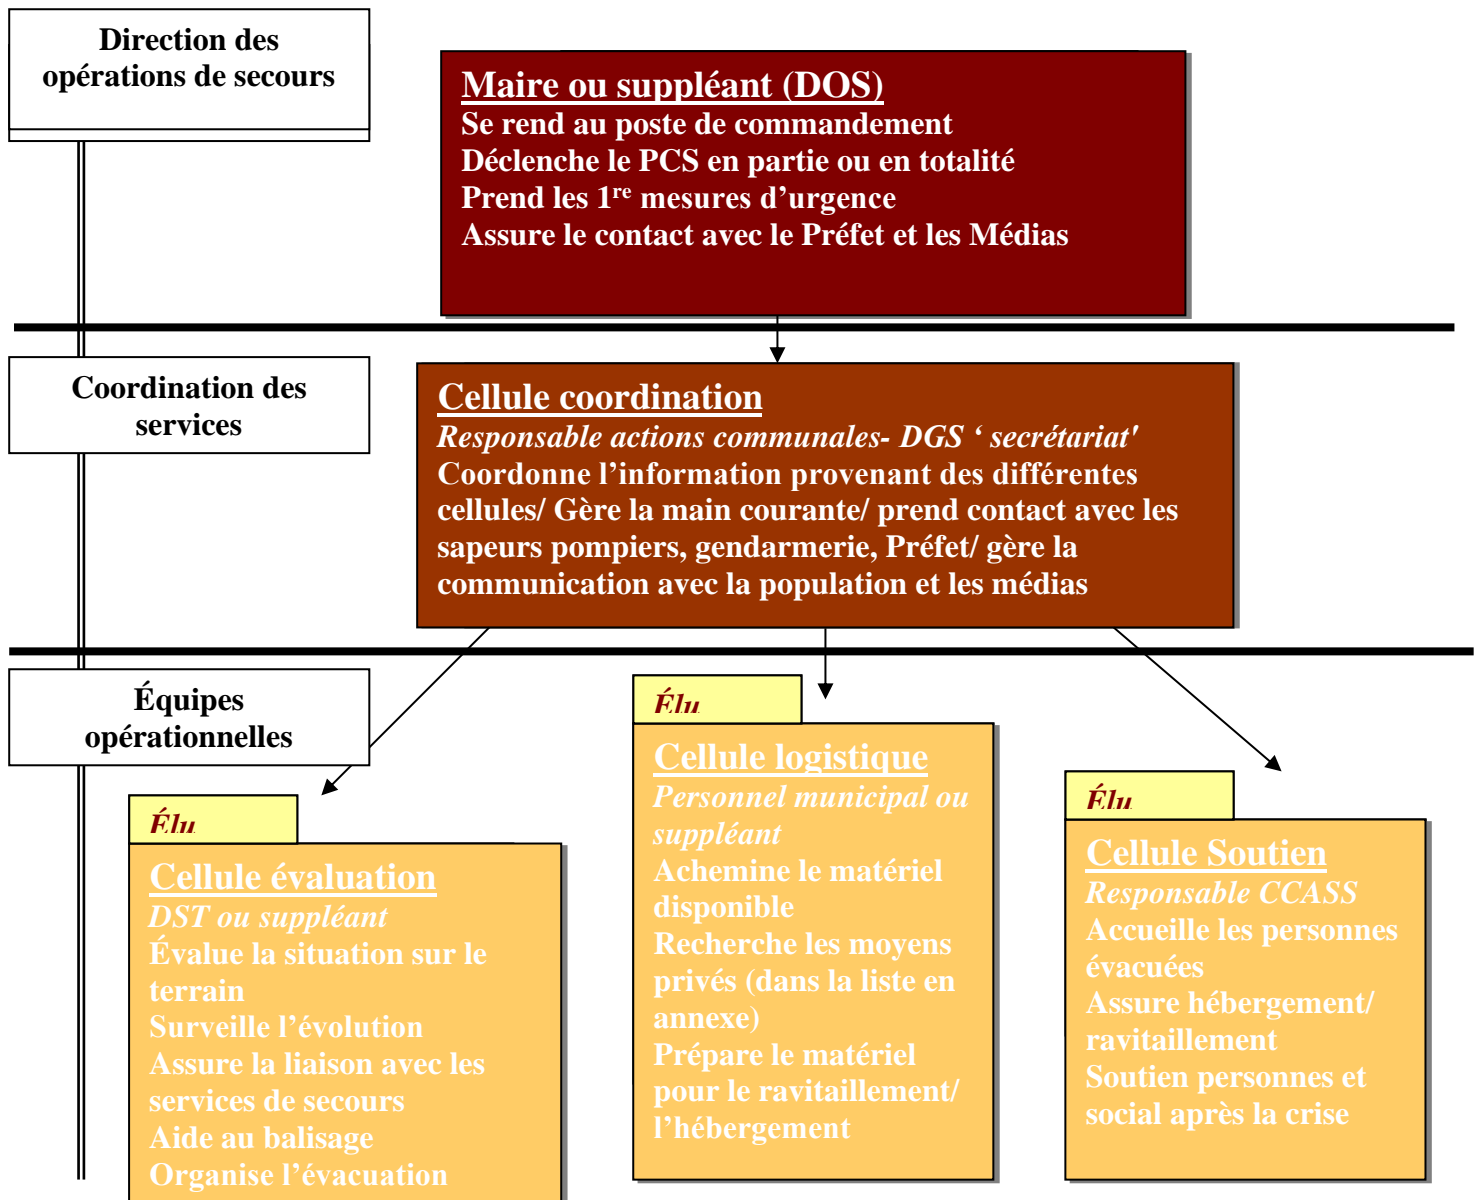 Direction des
opérations de secours
Maire ou suppléant (DOS)
Se rend au poste de commandement
Déclenche le PCS en partie ou en totalité
Prend les 1re mesures d’urgence
Assure le contact avec le Préfet et les Médias
Coordination des
services
Cellule coordination
Responsable actions communales- DGS ‘ secrétariat'
Coordonne l’information provenant des différentes
cellules/ Gère la main courante/ prend contact avec les
sapeurs pompiers, gendarmerie, Préfet/ gère la
communication avec la population et les médias
Équipes
opérationnelles
Élu
Cellule évaluation
DST ou suppléant
Évalue la situation sur le
terrain
Surveille l’évolution
Assure la liaison avec les
services de secours
Aide au balisage
Organise l’évacuation
Élu
Cellule logistique
Personnel municipal ou
suppléant
Achemine le matériel
disponible
Recherche les moyens
privés (dans la liste en
annexe)
Prépare le matériel
pour le ravitaillement/
l’hébergement
Élu
Cellule Soutien
Responsable CCASS
Accueille les personnes
évacuées
Assure hébergement/
ravitaillement
Soutien personnes et
social après la crise